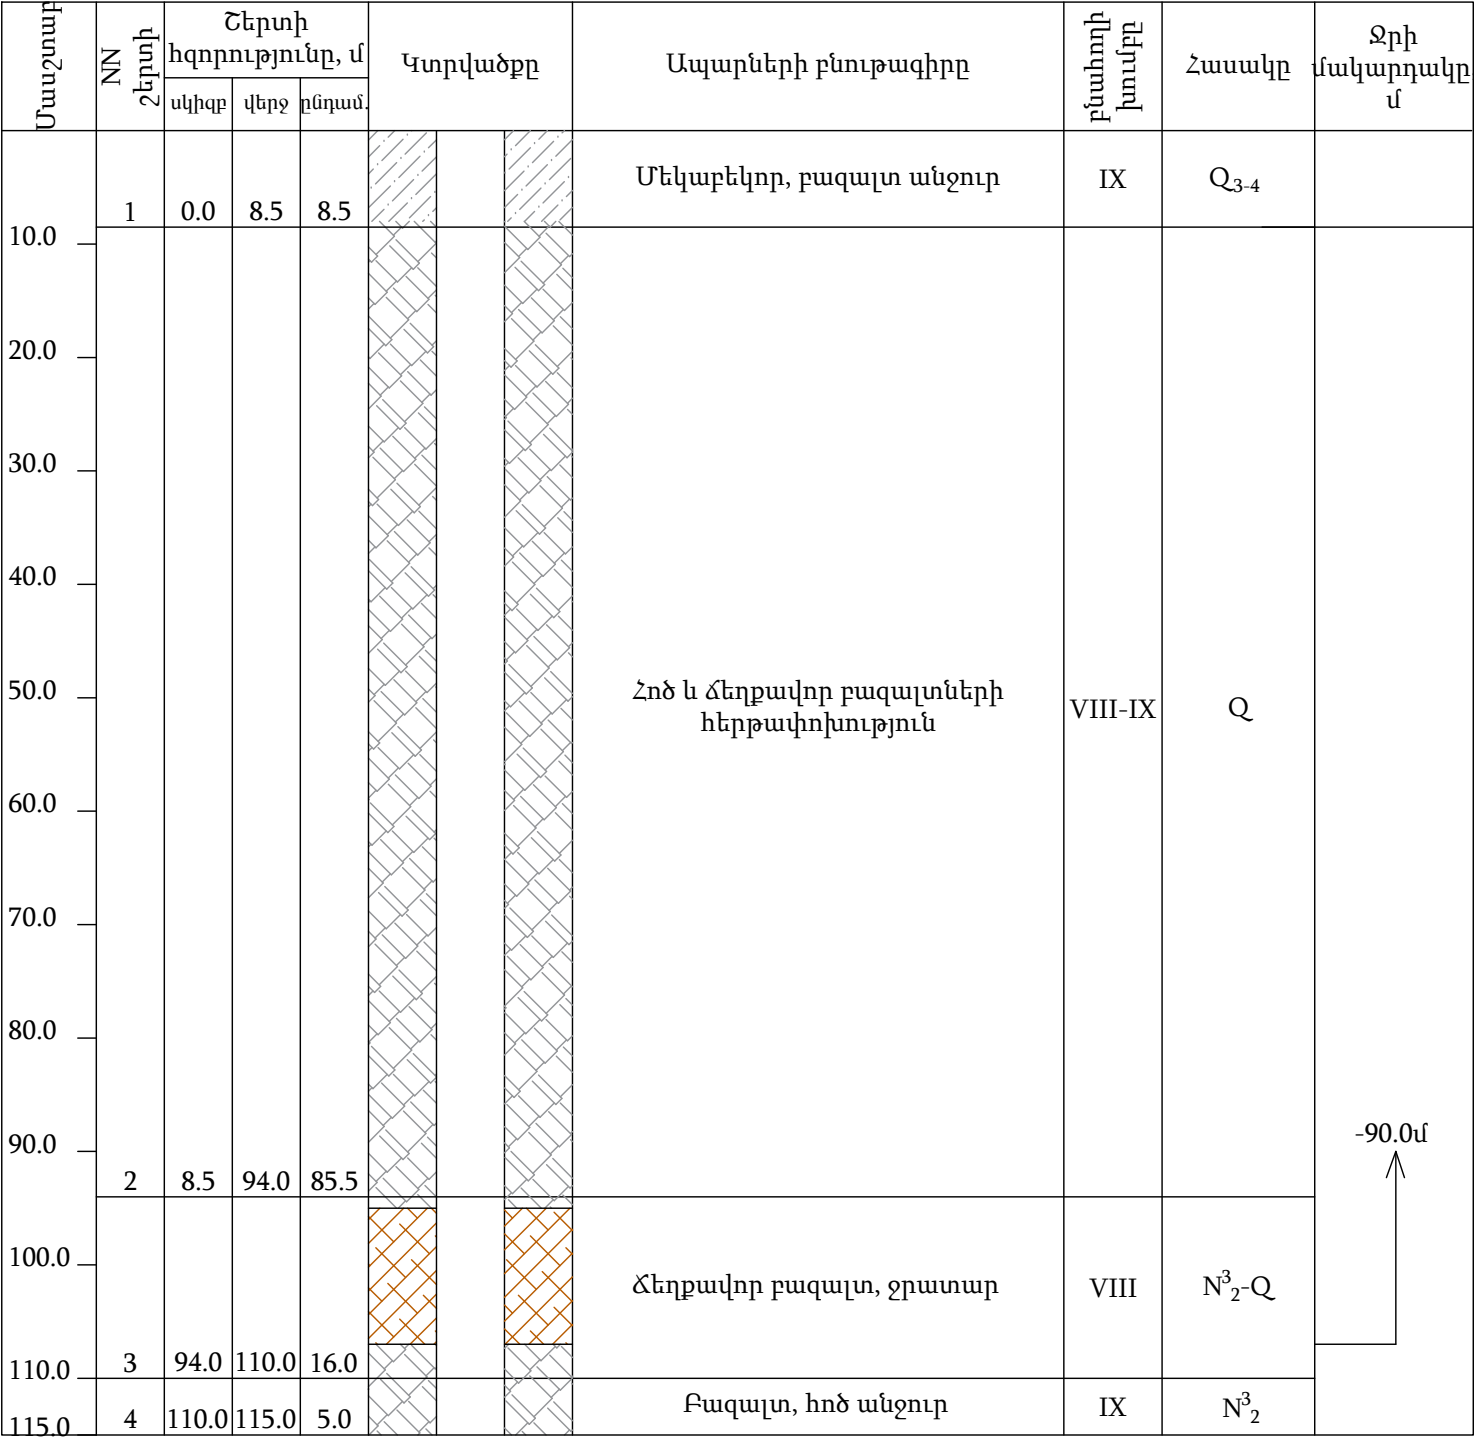 Մասշտաբ
NN
շերտի
Շերտի
հզորությունը, մ
սկիզբ
վերջ
ընդամ.
Կտրվածքը
Ապարների բնութագիրը
բնահողի
խումբը
Հասակը
Ջրի
մակարդակը,
մ
Մեկաբեկոր, բազալտ անջուր
IX
Q3-4
1 0.0 8.5 8.5
10.0
20.0
30.0
40.0
50.0
60.0
70.0
80.0
90.0
Հոծ և ճեղքավոր բազալտների
հերթափոխություն
VIII-IX
Q
-90.0մ
2 8.5 94.0 85.5
100.0
Ճեղքավոր բազալտ, ջրատար
VIII
N³₂-Q
3 94.0 110.0 16.0
110.0
Բազալտ, հոծ անջուր
IX
N³₂
4 110.0 115.0 5.0
115.0